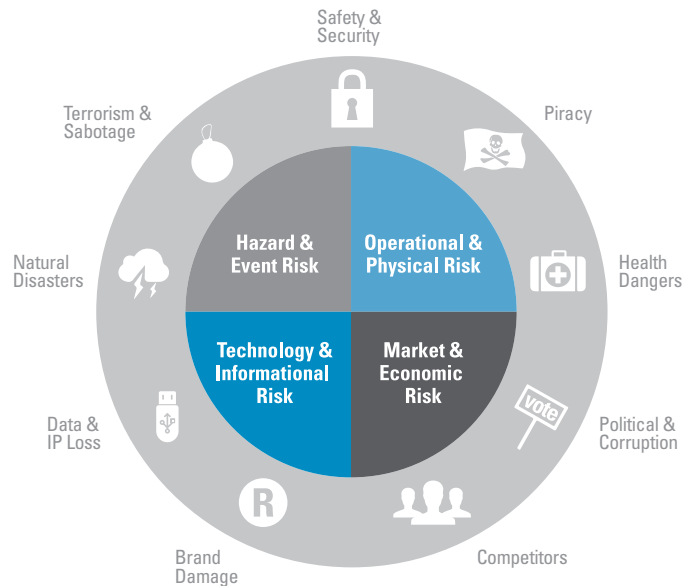 Safety &
Security
Terrorism &
Sabotage
Piracy
Hazard &
Event Risk
Operational &
Physical Risk
Natural
Disasters
Health
Dangers
Technology &
Informational
Risk
Market &
Economic
Risk
vote
Data &
IP Loss
Political &
Corruption
R
Brand
Damage
Competitors